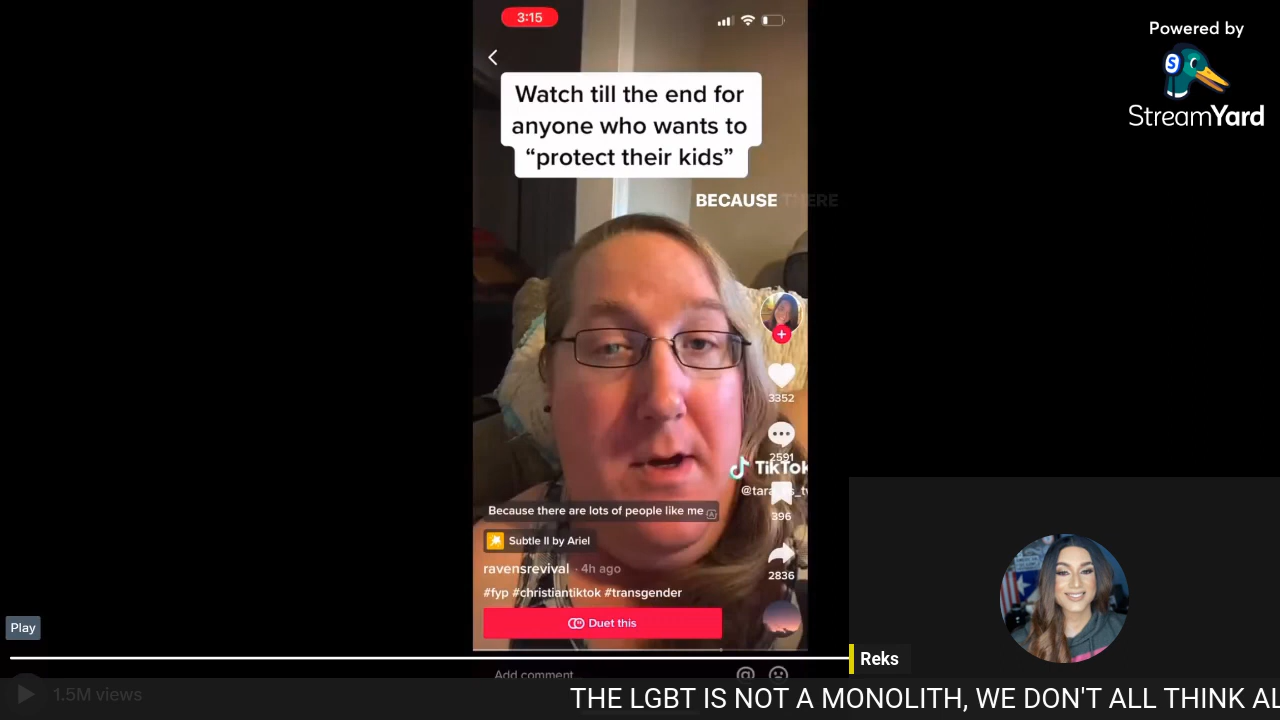 3:15
Powered by
S
StreamYard
Watch till the end for
anyone who wants to
“protect their kids”
BECAUSE THERE
3352
2591
TikTok
396
Because there are lots of people like me
Subtle II by Ariel
2836
ravensrevival · 4h ago
#fyp #christiantiktok #transgender
Duet this
Play
Reks
Add comment...
1.5M views
THE LGBT IS NOT A MONOLITH, WE DON'T ALL THINK